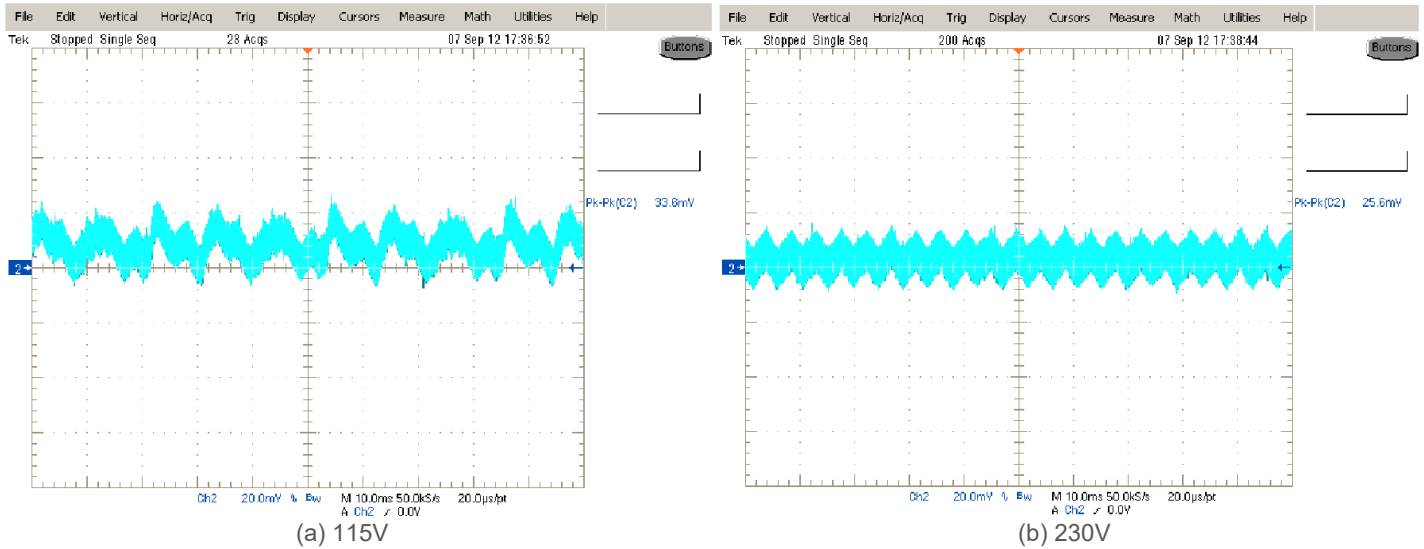 File Edit Vertical Horiz/Acq Trig Display Cursors Measure Math Utilities Help
Tek Stopped Single Seq 23 Acqs 07 Sep 12 17:36:52
Buttons
Pk-Pk(C2) 33.6mV
2
Ch2 20.0mV Bw M 10.0ms 50.0kS/s 20.0µs/pt
A Ch2 0.0V
(a) 115V
File Edit Vertical Horiz/Acq Trig Display Cursors Measure Math Utilities Help
Tek Stopped Single Seq 200 Acqs 07 Sep 12 17:38:44
Buttons
Pk-Pk(C2) 25.6mV
2
Ch2 20.0mV Bw M 10.0ms 50.0kS/s 20.0µs/pt
A Ch2 0.0V
(b) 230V